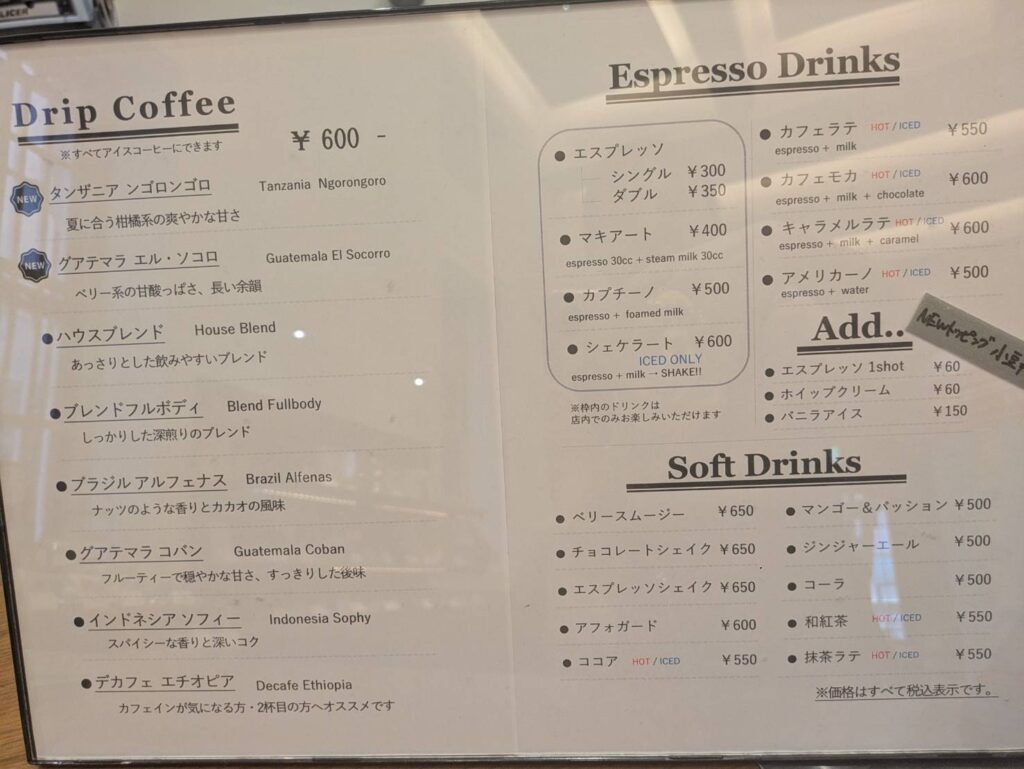 SLICER
Drip Coffee
※すべてアイスコーヒーにできます
¥ 600 -
NEW タンザニア ンゴロンゴロ Tanzania Ngorongoro
夏に合う柑橘系の爽やかな甘さ
NEW グアテマラ エル・ソコロ Guatemala El Socorro
ベリー系の甘酸っぱさ、長い余韻
● ハウスブレンド House Blend
あっさりとした飲みやすいブレンド
● ブレンドフルボディ Blend Fullbody
しっかりした深煎りのブレンド
● ブラジル アルフェナス Brazil Alfenas
ナッツのような香りとカカオの風味
● グアテマラ コバン Guatemala Coban
フルーティーで穏やかな甘さ、すっきりした後味
● インドネシア ソフィー Indonesia Sophy
スパイシーな香りと深いコク
● デカフェ エチオピア Decafe Ethiopia
カフェインが気になる方・2杯目の方へオススメです
Espresso Drinks
● エスプレッソ
シングル ¥300
ダブル ¥350
● マキアート ¥400
espresso 30cc + steam milk 30cc
● カプチーノ ¥500
espresso + foamed milk
● シェケラート ¥600
ICED ONLY
espresso + milk → SHAKE!!
※枠内のドリンクは
店内でのみお楽しみいただけます
● カフェラテ HOT / ICED ¥550
espresso + milk
● カフェモカ HOT / ICED ¥600
espresso + milk + chocolate
● キャラメルラテ HOT / ICED ¥600
espresso + milk + caramel
● アメリカーノ HOT / ICED ¥500
espresso + water
Add..
NEWトッピング 小豆
● エスプレッソ 1shot ¥60
● ホイップクリーム ¥60
● バニラアイス ¥150
Soft Drinks
● ベリースムージー ¥650
● チョコレートシェイク ¥650
● エスプレッソシェイク ¥650
● アフォガード ¥600
● ココア HOT / ICED ¥550
● マンゴー＆パッション ¥500
● ジンジャーエール ¥500
● コーラ ¥500
● 和紅茶 HOT / ICED ¥550
● 抹茶ラテ HOT / ICED ¥550
※価格はすべて税込表示です。